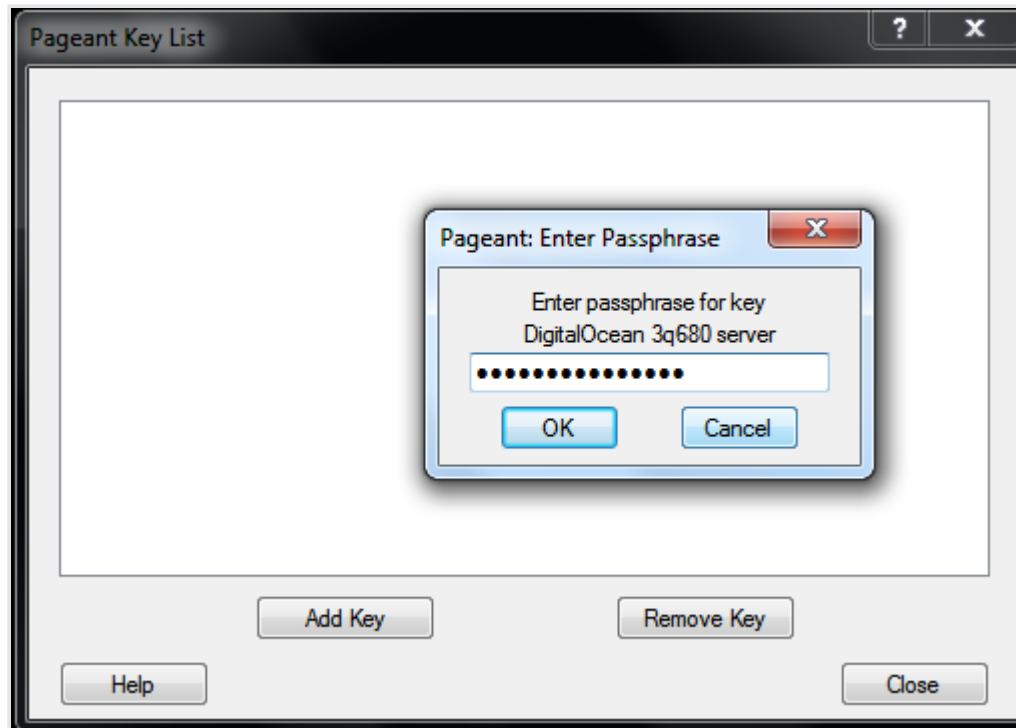 Pageant Key List
?
X
Pageant: Enter Passphrase
X
Enter passphrase for key
DigitalOcean 3q680 server
•••••••••••••••
OK
Cancel
Add Key
Remove Key
Help
Close